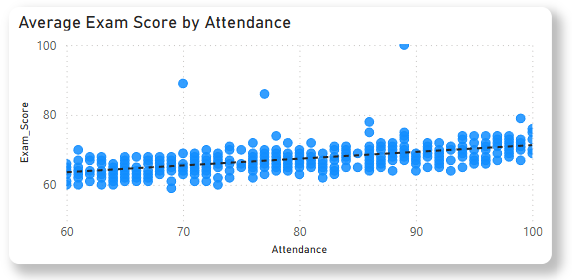 Average Exam Score by Attendance
100
80
60
Exam_Score
60 70 80 90 100
Attendance